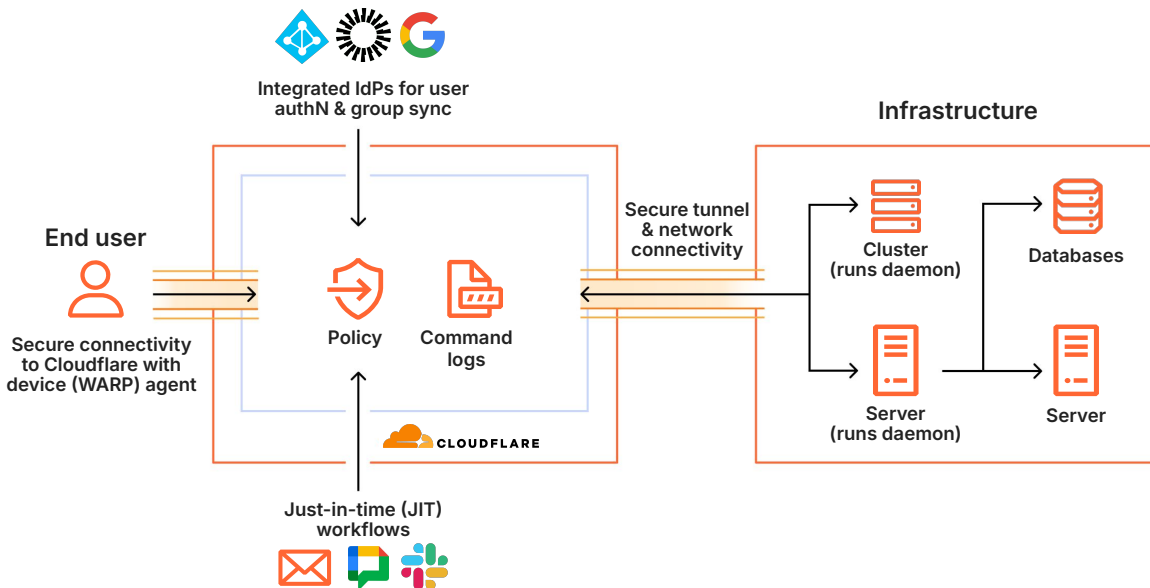 Integrated IdPs for user
authN & group sync
Infrastructure
End user
Secure connectivity
to Cloudflare with
device (WARP) agent
Policy
Command
logs
CLOUDFLARE
Secure tunnel
& network
connectivity
Cluster
(runs daemon)
Databases
Server
(runs daemon)
Server
Just-in-time (JIT)
workflows